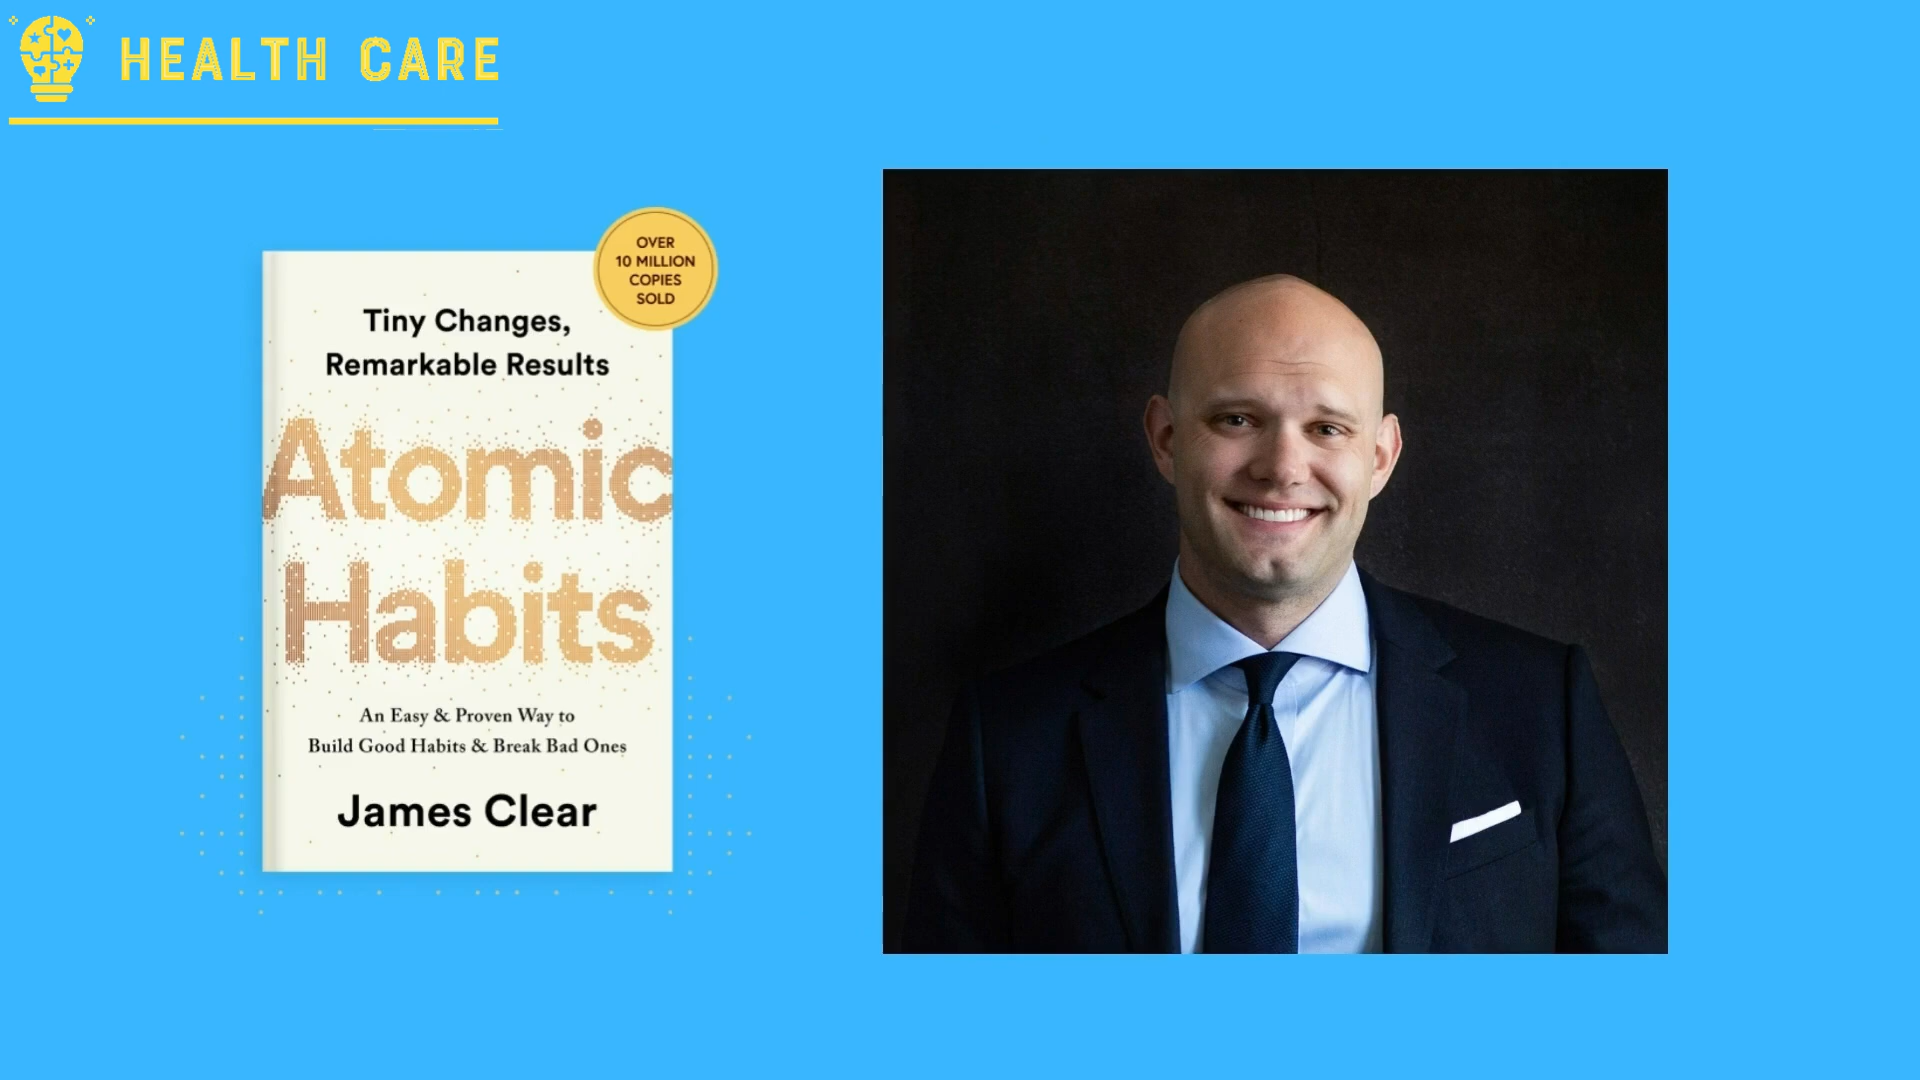 HEALTH CARE
OVER
10 MILLION
COPIES
SOLD
Tiny Changes,
Remarkable Results
Atomic
Habits
An Easy & Proven Way to
Build Good Habits & Break Bad Ones
James Clear